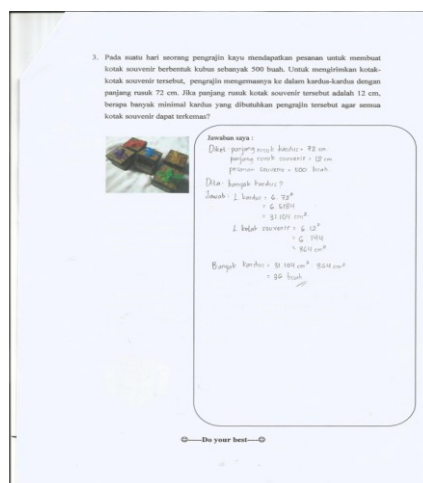 3. Pada suatu hari seorang pengrajin kayu mendapatkan pesanan untuk membuat
kotak souvenir berbentuk kubus sebanyak 500 buah. Untuk mengirimkan kotak-
kotak souvenir tersebut, pengrajin mengemasnya ke dalam kardus-kardus dengan
panjang rusuk 72 cm. Jika panjang rusuk kotak souvenir tersebut adalah 12 cm,
berapa banyak minimal kardus yang dibutuhkan pengrajin tersebut agar semua
kotak souvenir dapat terkemas?
Jawaban saya :
Diket : panjang rusuk kardus = 72 cm
panjang rusuk souvenir = 12 cm
pesanan souvenir = 500 buah
Dita : banyak kardus ?
Jawab : 1 kardus = 6. 72²
= 6. 5184
= 31.104 cm²
1 kotak souvenir = 6. 12²
= 6. 144
= 864 cm²
Banyak kardus = 31.104 cm² : 864 cm²
= 36 buah
Do your best